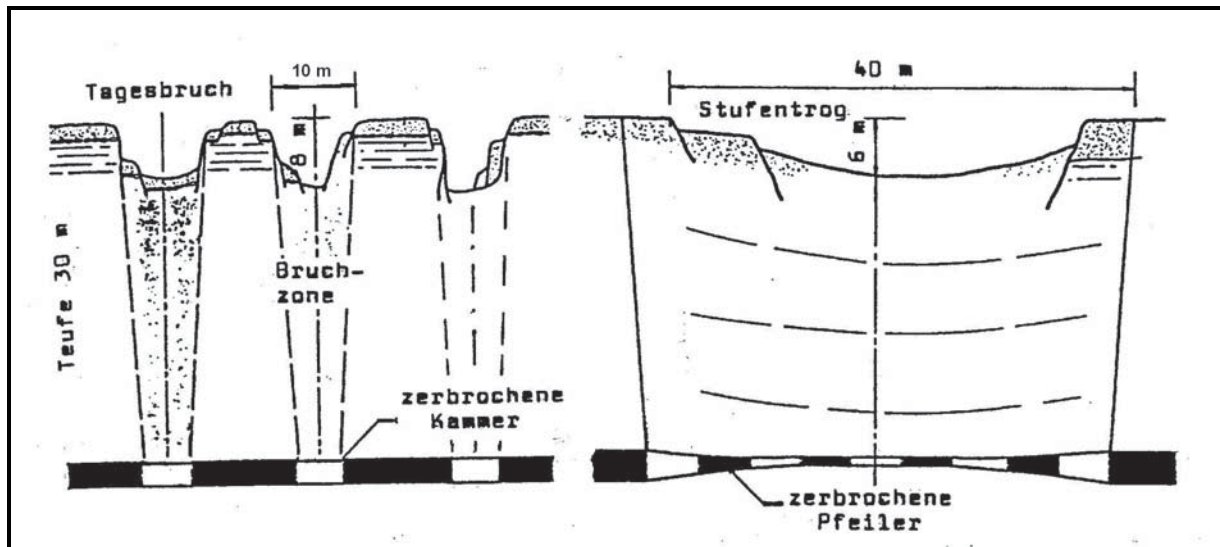 Tagesbruch
10 m
8 m
Teufe 30 m
Bruch-
zone
zerbrochene
Kammer
40 m
Stufentrog
6 m
zerbrochene
Pfeiler